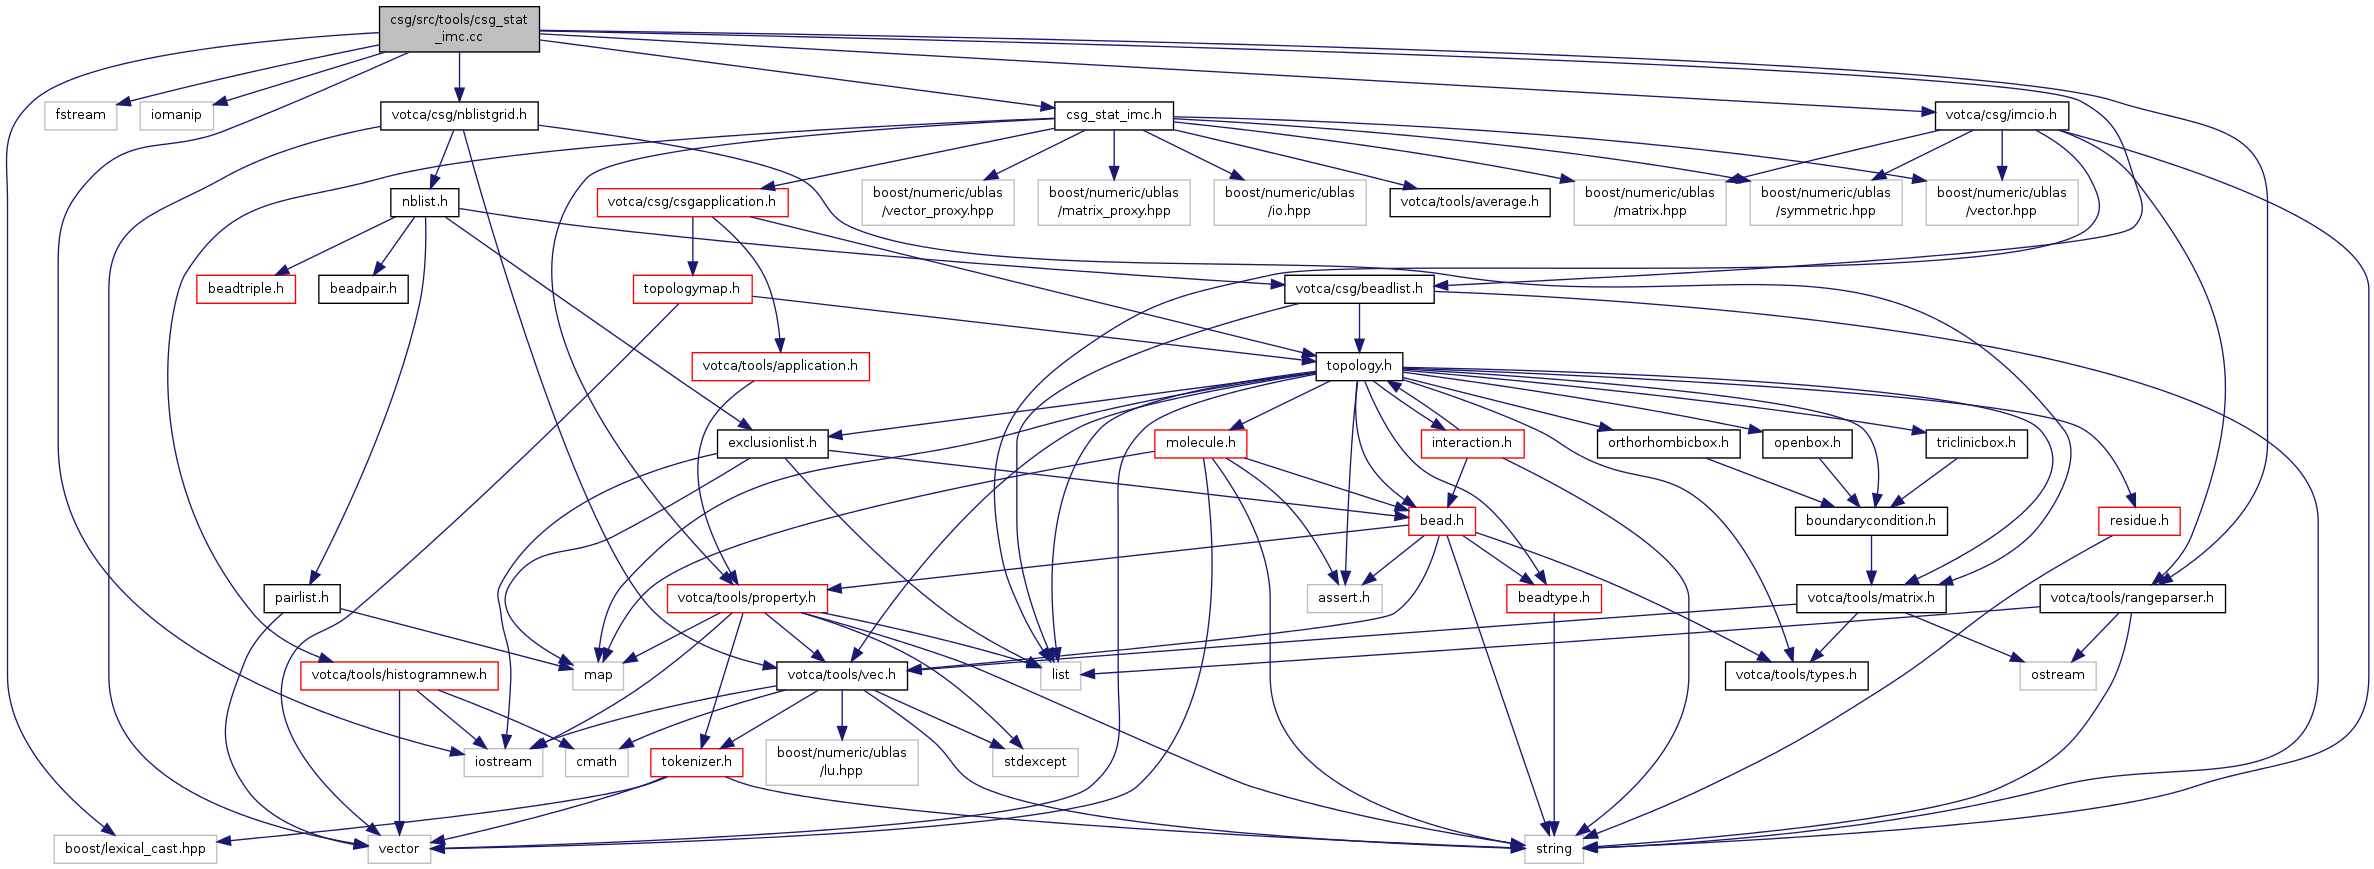 csg/src/tools/csg_stat
_imc.cc
fstream
iomanip
votca/csg/nblistgrid.h
csg_stat_imc.h
votca/csg/imcio.h
nblist.h
votca/csg/csgapplication.h
boost/numeric/ublas
/vector_proxy.hpp
boost/numeric/ublas
/matrix_proxy.hpp
boost/numeric/ublas
/io.hpp
votca/tools/average.h
boost/numeric/ublas
/matrix.hpp
boost/numeric/ublas
/symmetric.hpp
boost/numeric/ublas
/vector.hpp
beadtriple.h
beadpair.h
topologymap.h
votca/csg/beadlist.h
votca/tools/application.h
topology.h
exclusionlist.h
molecule.h
interaction.h
orthorhombicbox.h
openbox.h
triclinicbox.h
bead.h
boundarycondition.h
residue.h
pairlist.h
votca/tools/property.h
assert.h
beadtype.h
votca/tools/matrix.h
votca/tools/rangeparser.h
votca/tools/histogramnew.h
map
votca/tools/vec.h
list
votca/tools/types.h
ostream
iostream
cmath
tokenizer.h
boost/numeric/ublas
/lu.hpp
stdexcept
boost/lexical_cast.hpp
vector
string